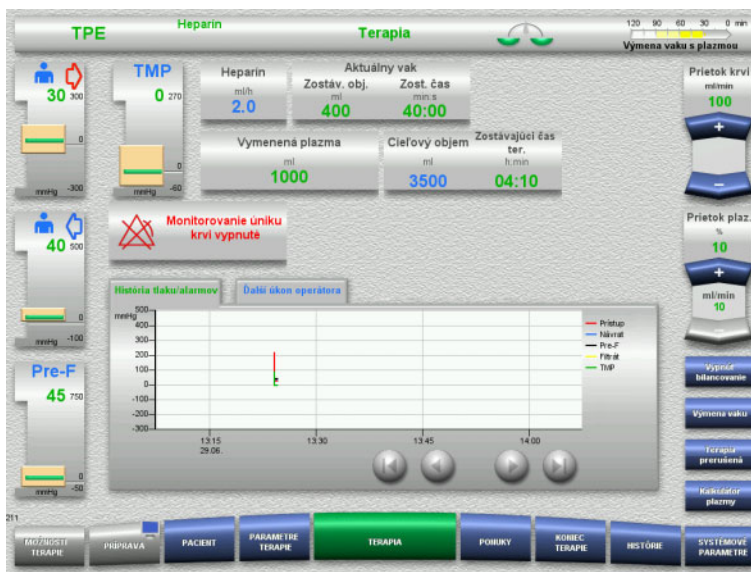 TPE
Heparín
Terapia
120 90 60 30 0 min
Výmena vaku s plazmou
30 300
0
mmHg -300
TMP
0 270
0
mmHg -60
Heparín
ml/h
2.0
Aktuálny vak
Zostáv. obj. Zost. čas
ml min:s
400 40:00
Vymenená plazma
ml
1000
Cieľový objem
ml
3500
Zostávajúci čas
ter.
h:min
04:10
Prietok krvi
ml/min
100
+
–
40 500
0
mmHg -100
Monitorovanie úniku
krvi vypnuté
Prietok plaz.
%
10
+
ml/min
10
–
História tlaku/alarmov
Ďalší úkon operátora
mmHg
500
400
300
200
100
0
-100
-200
-300
13:15 13:30 13:45 14:00
29.06.
Prístup
Návrat
Pre-F
Filtrát
TMP
Pre-F
45 750
0
mmHg -50
Vypnúť
bilancovanie
Výmena vaku
Terapia
prerušená
Kalkulátor
plazmy
211
MOŽNOSTI
TERAPIE
PRÍPRAVA
PACIENT
PARAMETRE
TERAPIE
TERAPIA
PONUKY
KONIEC
TERAPIE
HISTÓRIE
SYSTÉMOVÉ
PARAMETRE